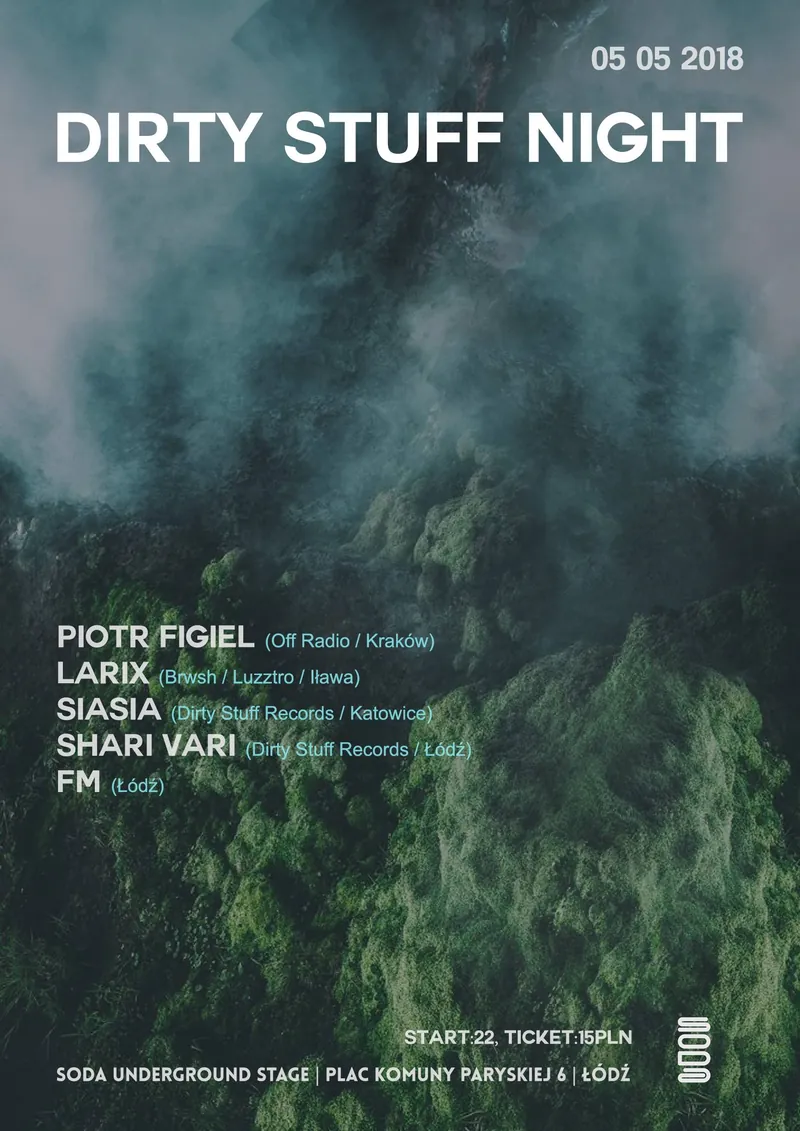 05 05 2018
DIRTY STUFF NIGHT
PIOTR FIGIEL (Off Radio / Kraków)
LARIX (Brwsh / Luzztro / Iława)
SIASIA (Dirty Stuff Records / Katowice)
SHARI VARI (Dirty Stuff Records / Łódź)
FM (Łódź)
START:22, TICKET:15PLN
SODA UNDERGROUND STAGE | PLAC KOMUNY PARYSKIEJ 6 | ŁÓDŹ